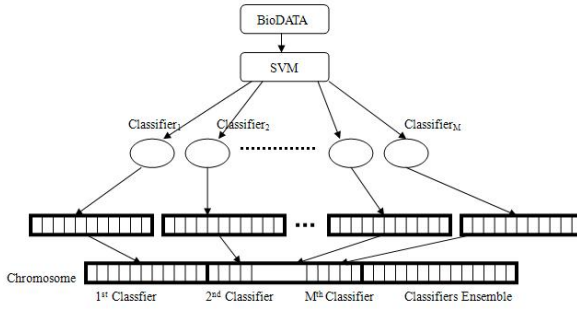 BioDATA
SVM
Classifier1 Classifier2 ClassifierM
Chromosome
1st Classfier 2nd Classifier Mth Classifier Classifiers Ensemble